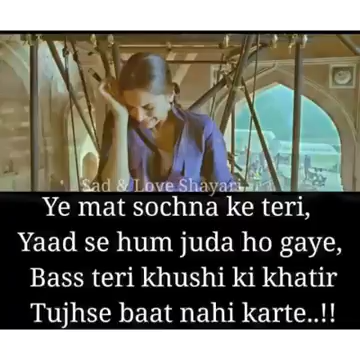 Sad & Love Shayari
Ye mat sochna ke teri,
Yaad se hum juda ho gaye,
Bass teri khushi ki khatir
Tujhse baat nahi karte..!!